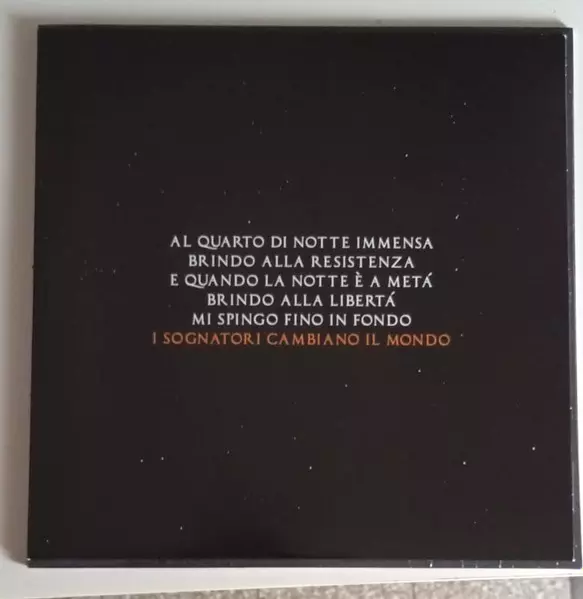 AL QUARTO DI NOTTE IMMENSA
BRINDO ALLA RESISTENZA
E QUANDO LA NOTTE È A METÁ
BRINDO ALLA LIBERTÁ
MI SPINGO FINO IN FONDO
I SOGNATORI CAMBIANO IL MONDO